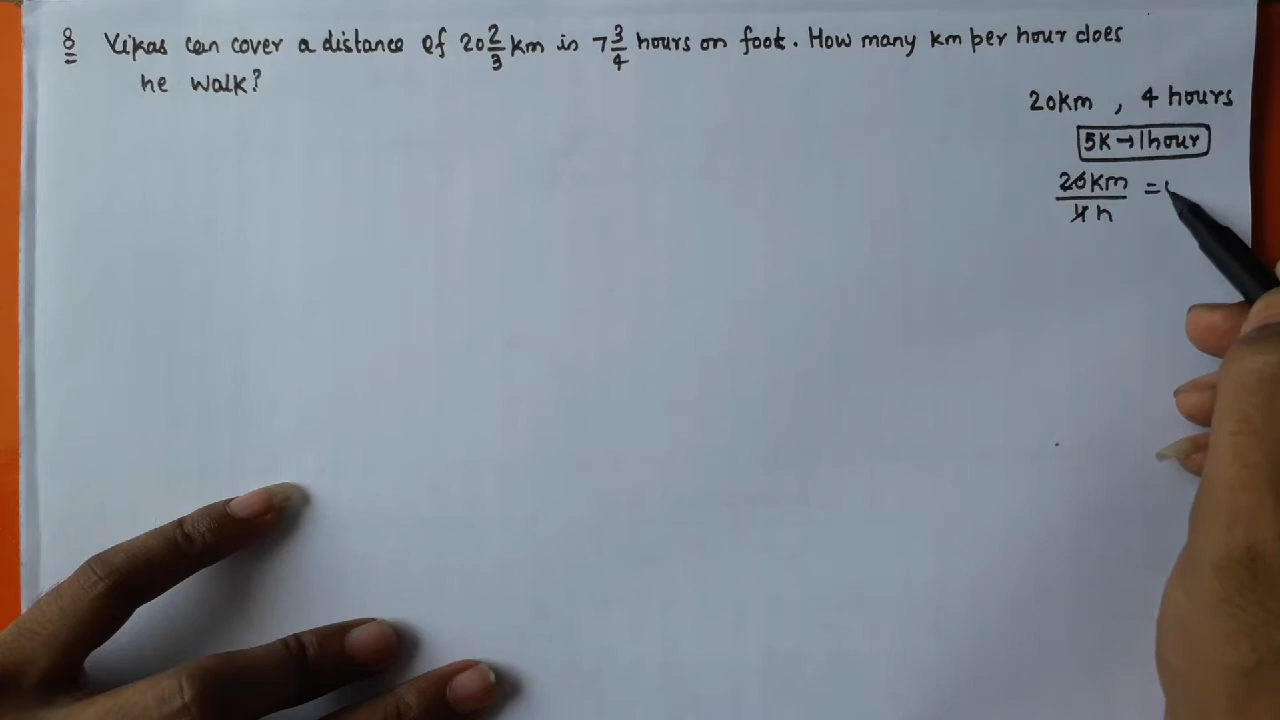 8 Vikas can cover a distance of 20 2/3 km in 7 3/4 hours on foot. How many km per hour does
he walk?
20km , 4 hours
5K→1hour
20km/4h =